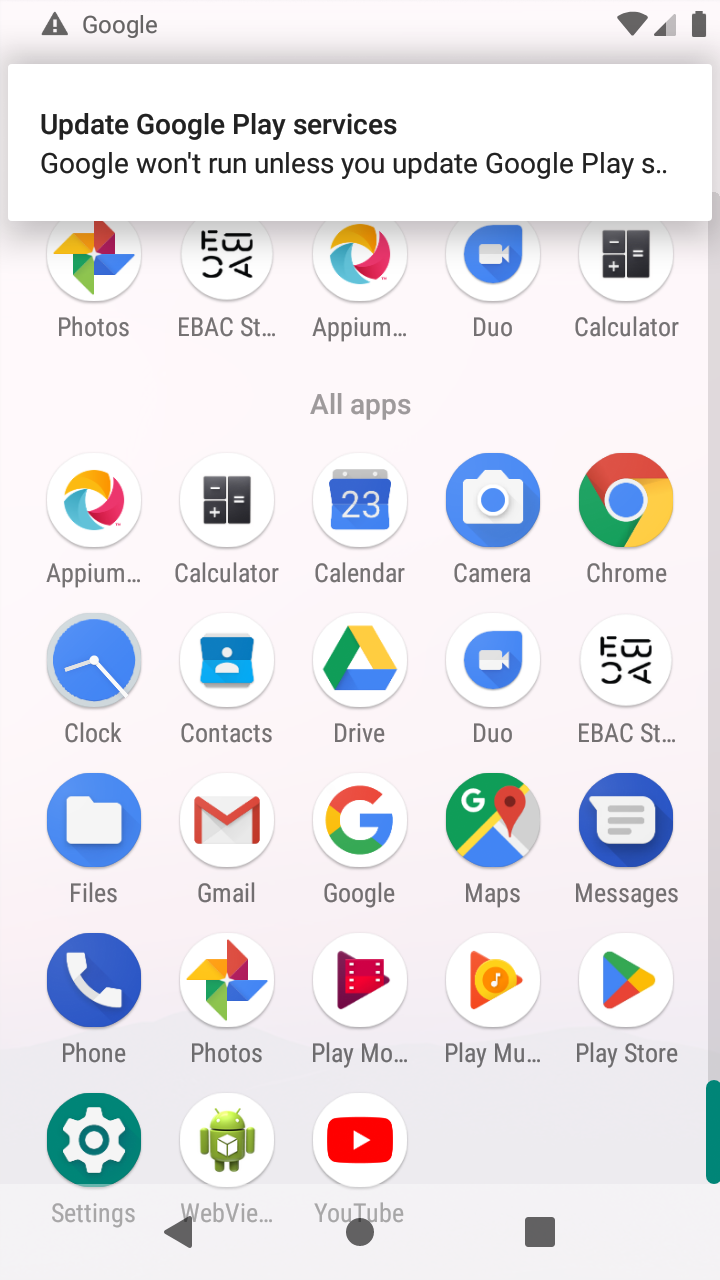 Google
Update Google Play services
Google won't run unless you update Google Play s..
Photos EBAC St... Appium... Duo Calculator
All apps
Appium... Calculator Calendar Camera Chrome
23
Clock Contacts Drive Duo EBAC St...
Files Gmail Google Maps Messages
Phone Photos Play Mo... Play Mu... Play Store
Settings WebVie... YouTube